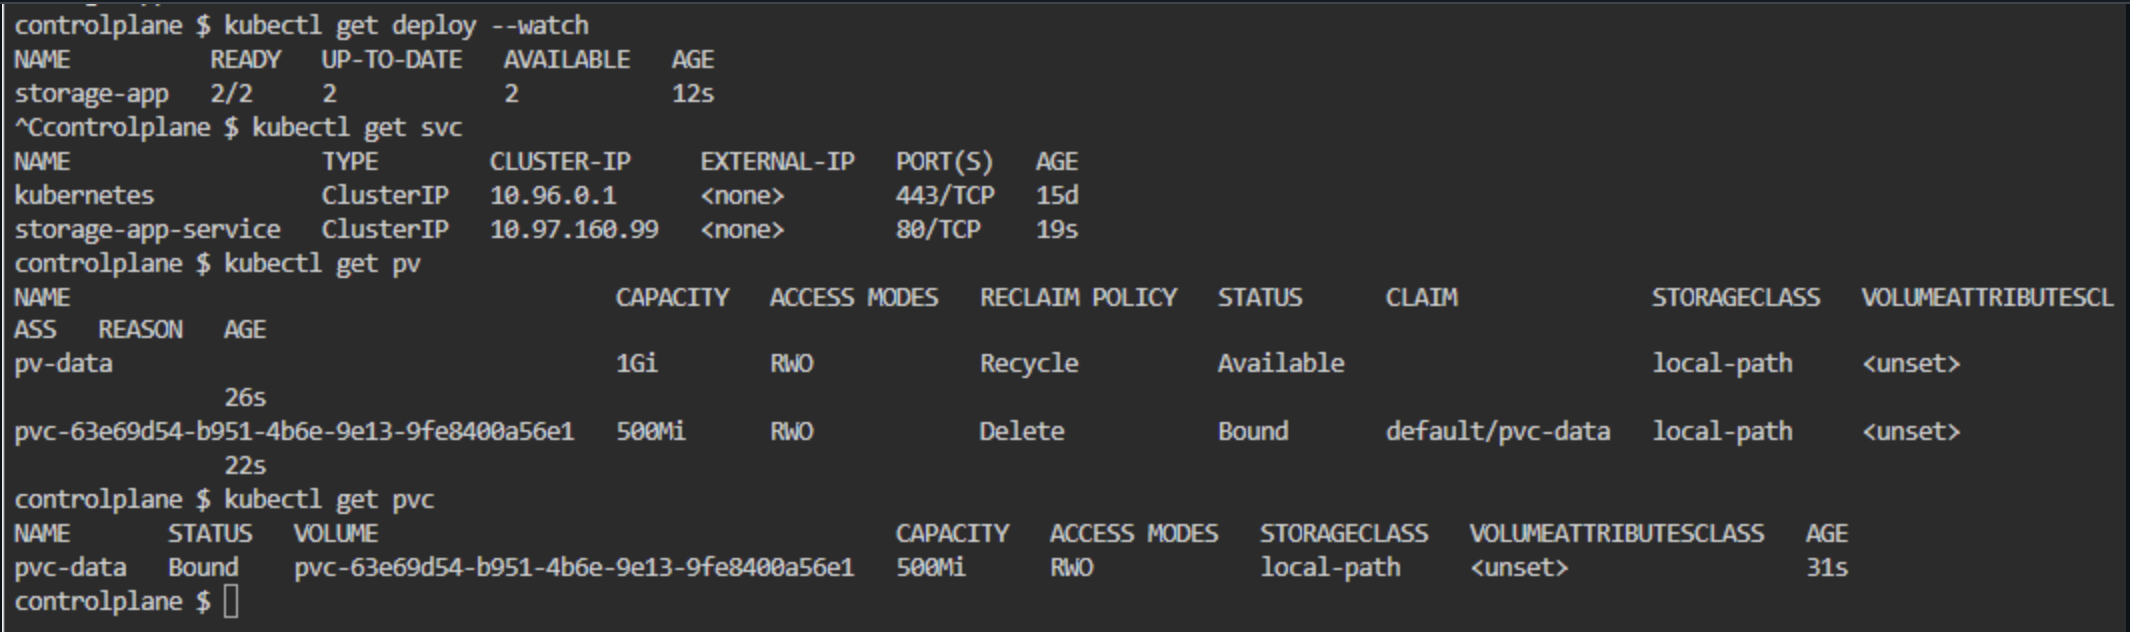 controlplane $ kubectl get deploy --watch
NAME          READY   UP-TO-DATE   AVAILABLE   AGE
storage-app   2/2     2            2           12s
^Ccontrolplane $ kubectl get svc
NAME                  TYPE        CLUSTER-IP     EXTERNAL-IP   PORT(S)   AGE
kubernetes            ClusterIP   10.96.0.1      <none>        443/TCP   15d
storage-app-service   ClusterIP   10.97.160.99   <none>        80/TCP    19s
controlplane $ kubectl get pv
NAME                                       CAPACITY   ACCESS MODES   RECLAIM POLICY   STATUS      CLAIM              STORAGECLASS   VOLUMEATTRIBUTESCL
ASS   REASON   AGE
pv-data                                    1Gi        RWO            Recycle          Available                      local-path     <unset>
               26s
pvc-63e69d54-b951-4b6e-9e13-9fe8400a56e1   500Mi      RWO            Delete           Bound       default/pvc-data   local-path     <unset>
               22s
controlplane $ kubectl get pvc
NAME       STATUS   VOLUME                                     CAPACITY   ACCESS MODES   STORAGECLASS   VOLUMEATTRIBUTESCLASS   AGE
pvc-data   Bound    pvc-63e69d54-b951-4b6e-9e13-9fe8400a56e1   500Mi      RWO            local-path     <unset>                 31s
controlplane $